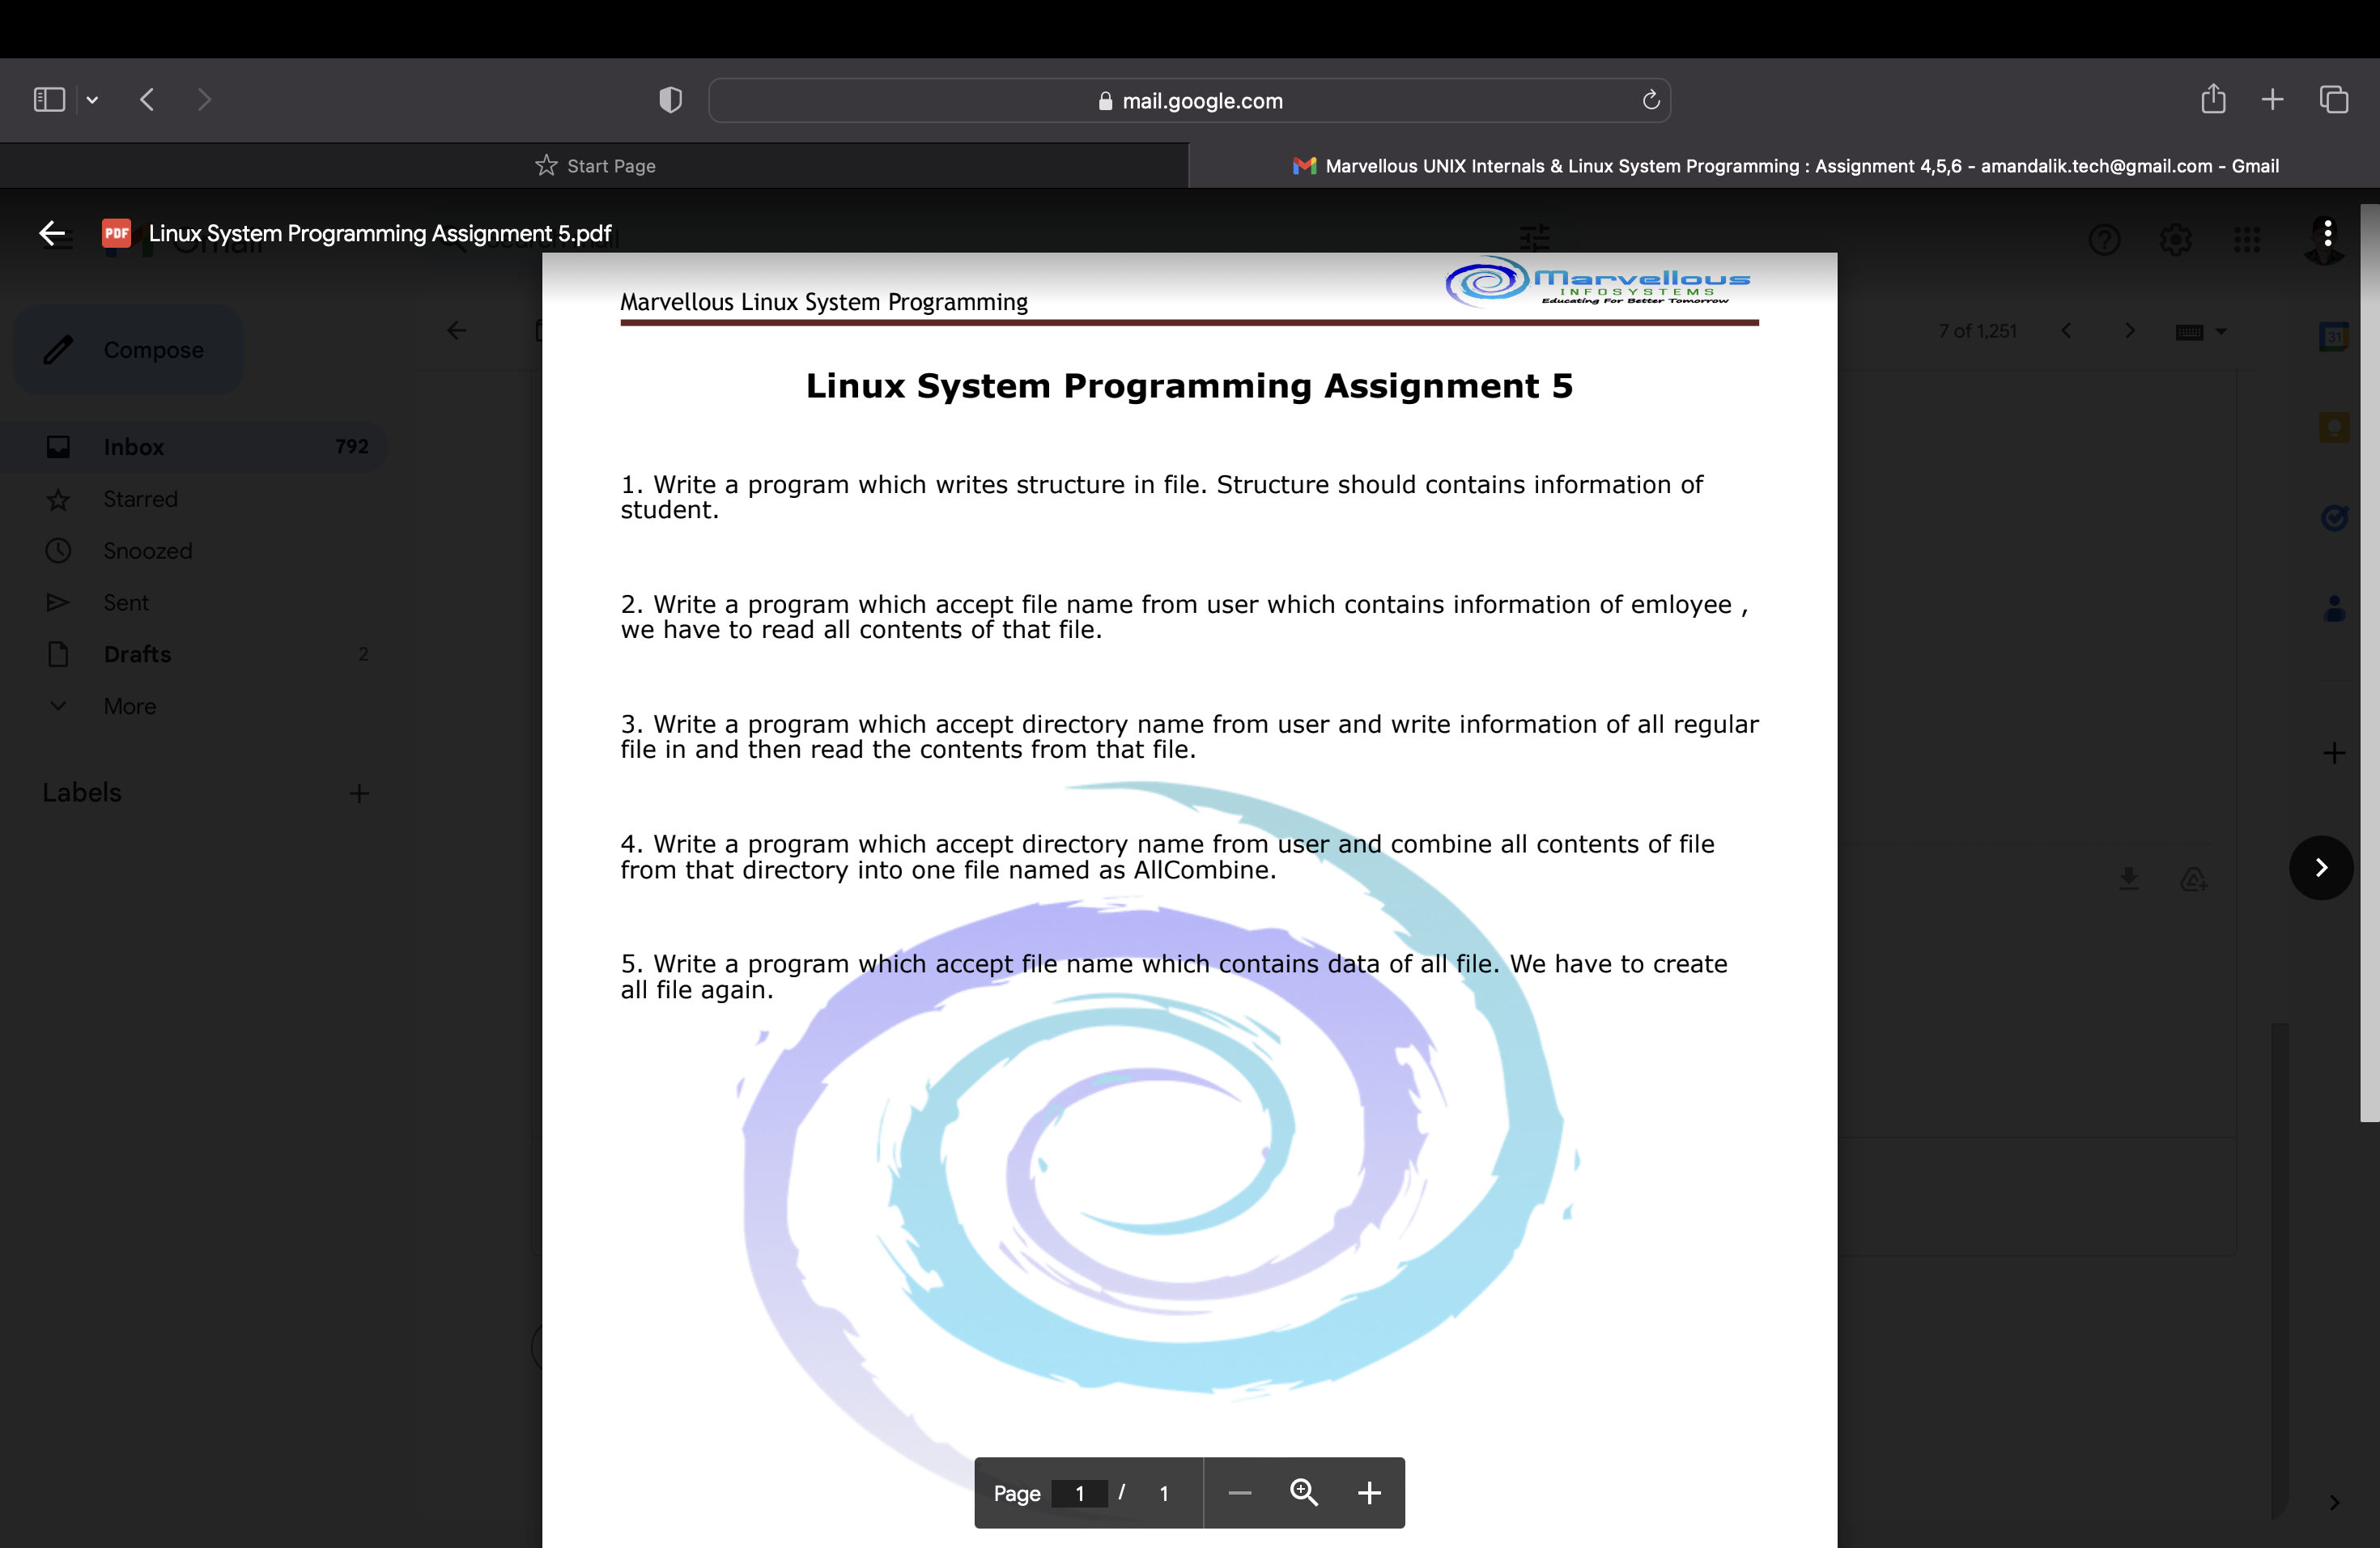 mail.google.com
Start Page
Marvellous UNIX Internals & Linux System Programming : Assignment 4,5,6 - amandalik.tech@gmail.com - Gmail
PDF Linux System Programming Assignment 5.pdf
Marvellous Linux System Programming
Marvellous
INFOSYSTEMS
Educating For Better Tomorrow
Compose
7 of 1,251
Inbox 792
Starred
Snoozed
Sent
Drafts 2
More
Labels
31
Linux System Programming Assignment 5
1. Write a program which writes structure in file. Structure should contains information of
student.
2. Write a program which accept file name from user which contains information of emloyee ,
we have to read all contents of that file.
3. Write a program which accept directory name from user and write information of all regular
file in and then read the contents from that file.
4. Write a program which accept directory name from user and combine all contents of file
from that directory into one file named as AllCombine.
5. Write a program which accept file name which contains data of all file. We have to create
all file again.
Page 1 / 1